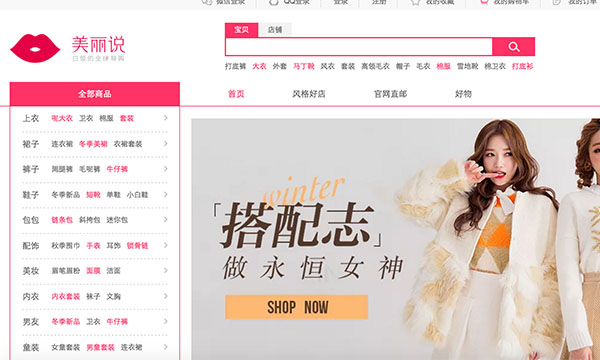 微信登录 QQ登录 登录 注册 我的收藏 我的购物车 我的订单
美丽说
白领的全球导购
宝贝 店铺
搜索
打底裤 大衣 外套 马丁靴 风衣 套装 高领毛衣 帽子 毛衣 棉服 雪地靴 棉卫衣 打底衫
全部商品
首页 风格好店 官网直邮 好物
上衣 呢大衣 卫衣 棉服 套装
裙子 连衣裙 冬季美裙 衣裙套装
裤子 阔腿裤 毛呢裤 牛仔裤
鞋子 冬季新品 短靴 单鞋 小白鞋
包包 链条包 斜挎包 迷你包
配饰 秋季围巾 手表 耳饰 锁骨链
美妆 眉笔眉粉 面膜 洁面
内衣 内衣套装 袜子 文胸
男友 冬季新品 卫衣 牛仔裤
童装 女童套装 男童套装 连衣裙
winter
「搭配志」
做永恒女神
SHOP NOW